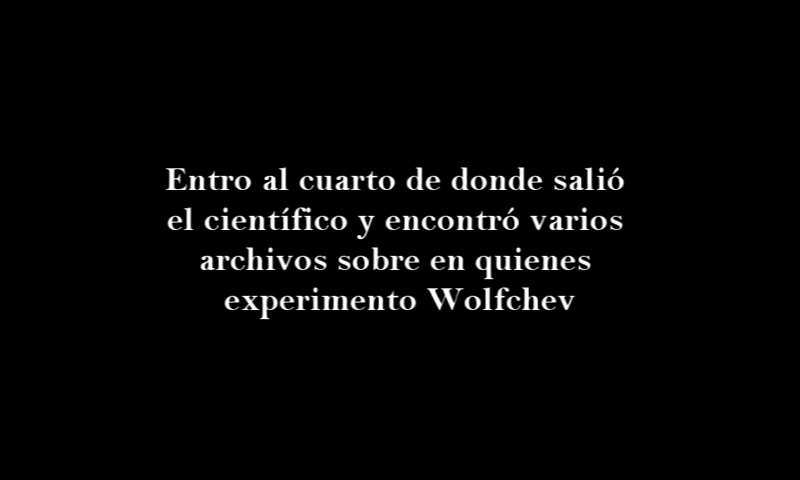 Entro al cuarto de donde salió
el científico y encontró varios
archivos sobre en quienes
experimento Wolfchev